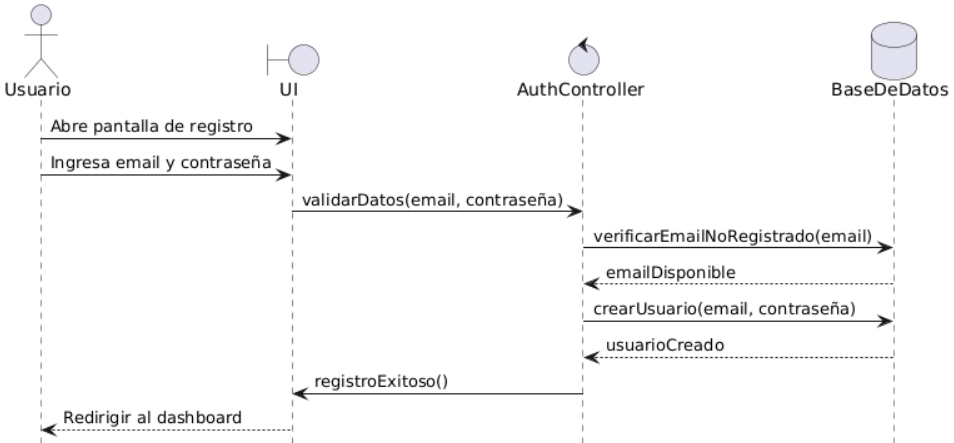 Usuario
UI
AuthController
BaseDeDatos
Abre pantalla de registro
Ingresa email y contraseña
validarDatos(email, contraseña)
verificarEmailNoRegistrado(email)
emailDisponible
crearUsuario(email, contraseña)
usuarioCreado
registroExitoso()
Redirigir al dashboard